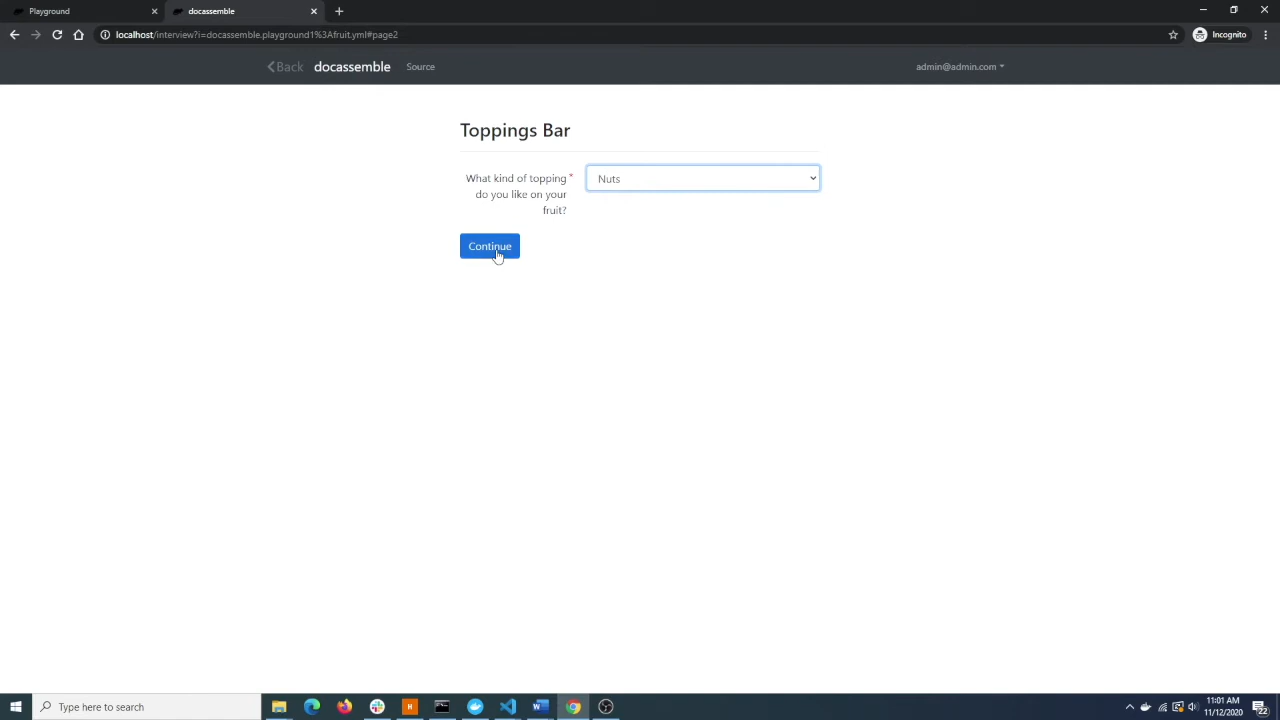 Playground
docassemble
localhost/interview?i=docassemble.playground1%3Afruit.yml#page2
Incognito
Back docassemble Source admin@admin.com
Toppings Bar
What kind of topping *
do you like on your
fruit?
Nuts
Continue
Type here to search
H
W
11:01 AM
11/12/2020
22